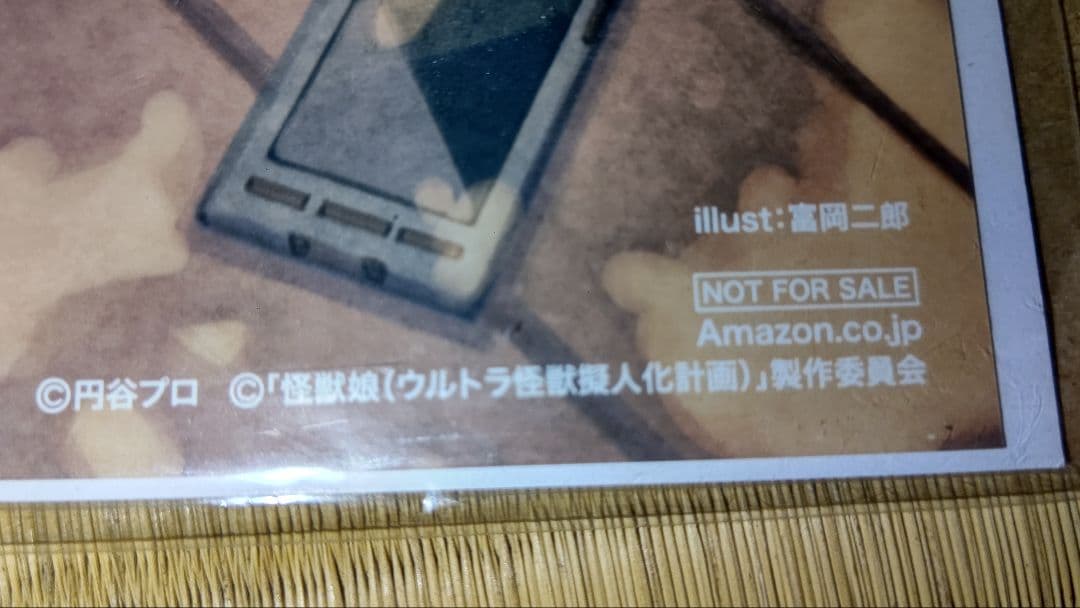 illust:富岡二郎
NOT FOR SALE
Amazon.co.jp
©円谷プロ ©「怪獣娘(ウルトラ怪獣擬人化計画)」製作委員会